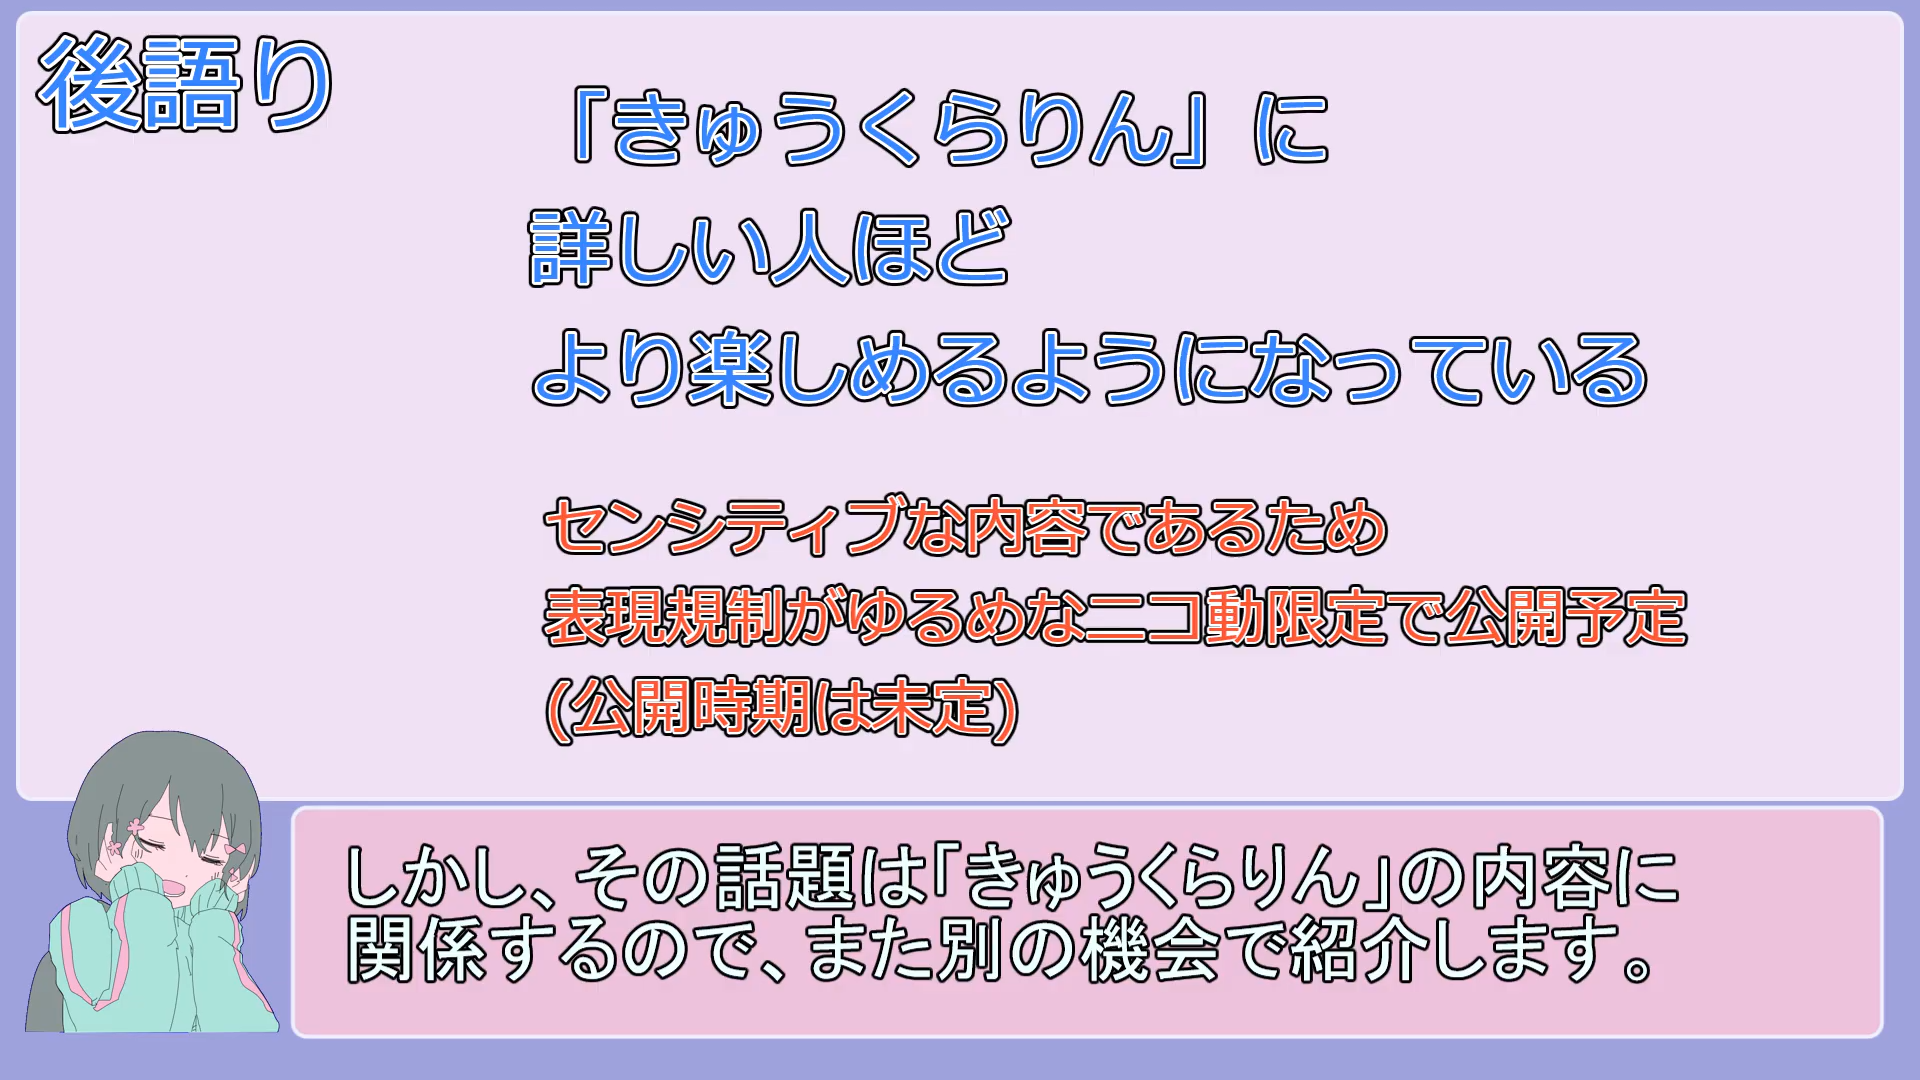 後語り
「きゅうくらりん」に
詳しい人ほど
より楽しめるようになっている
センシティブな内容であるため
表現規制がゆるめなニコ動限定で公開予定
(公開時期は未定)
しかし、その話題は「きゅうくらりん」の内容に
関係するので、また別の機会で紹介します。